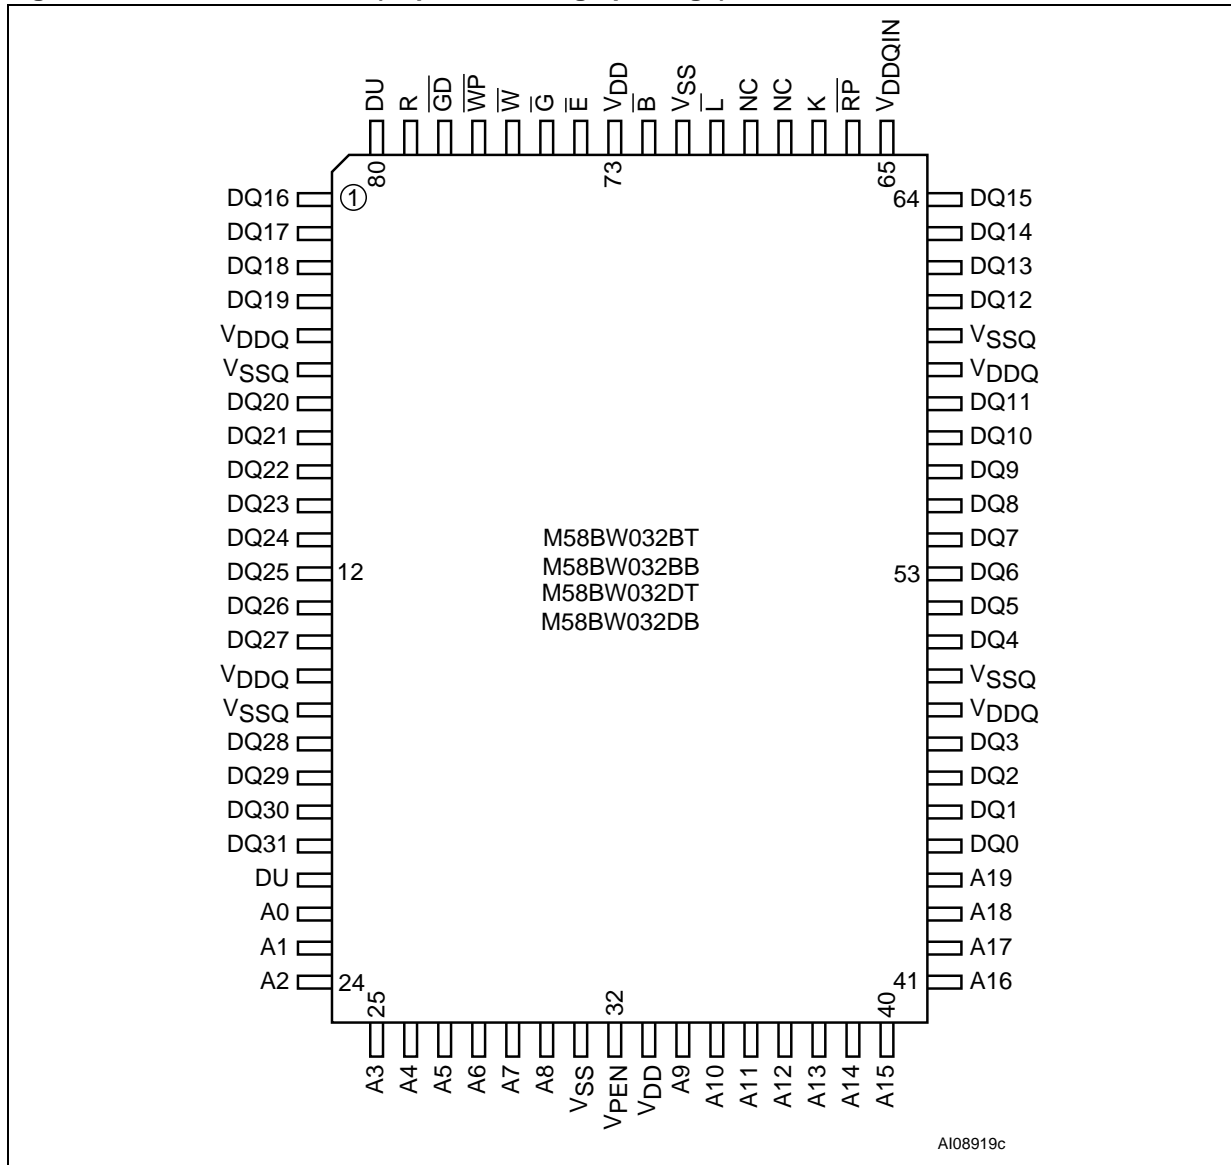 DU R GD WP W G E VDD B VSS L NC NC K RP VDDQIN
80 73 65
DQ16 1 64 DQ15
DQ17 DQ14
DQ18 DQ13
DQ19 DQ12
VDDQ VSSQ
VSSQ VDDQ
DQ20 DQ11
DQ21 DQ10
DQ22 DQ9
DQ23 DQ8
DQ24 M58BW032BT DQ7
DQ25 12 M58BW032BB 53 DQ6
DQ26 M58BW032DT DQ5
DQ27 M58BW032DB DQ4
VDDQ VSSQ
VSSQ VDDQ
DQ28 DQ3
DQ29 DQ2
DQ30 DQ1
DQ31 DQ0
DU A19
A0 A18
A1 A17
A2 24 41 A16
25 32 40
A3 A4 A5 A6 A7 A8 VSS VPEN VDD A9 A10 A11 A12 A13 A14 A15
AI08919c